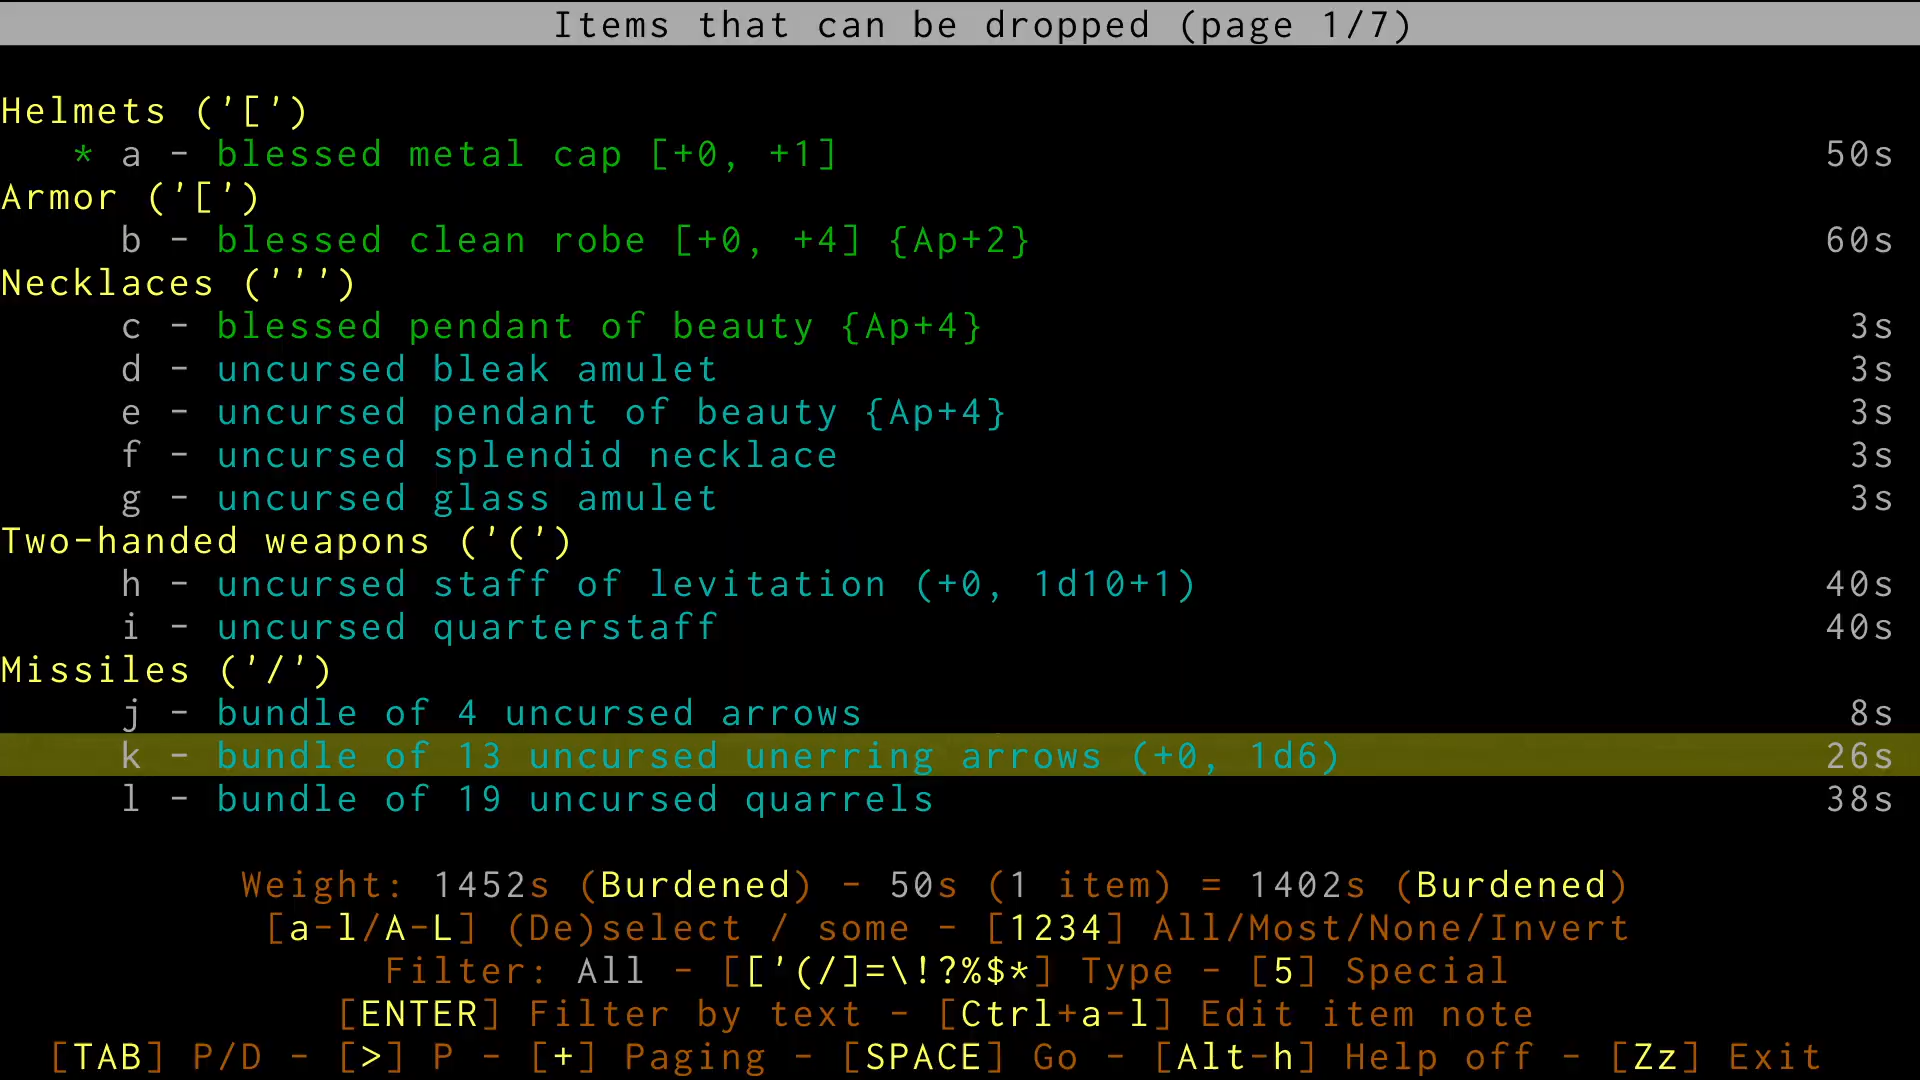 Items that can be dropped (page 1/7)
Helmets ('[')
* a - blessed metal cap [+0, +1] 50s
Armor ('[')
b - blessed clean robe [+0, +4] {Ap+2} 60s
Necklaces (''')
c - blessed pendant of beauty {Ap+4} 3s
d - uncursed bleak amulet 3s
e - uncursed pendant of beauty {Ap+4} 3s
f - uncursed splendid necklace 3s
g - uncursed glass amulet 3s
Two-handed weapons ('(')
h - uncursed staff of levitation (+0, 1d10+1) 40s
i - uncursed quarterstaff 40s
Missiles ('/')
j - bundle of 4 uncursed arrows 8s
k - bundle of 13 uncursed unerring arrows (+0, 1d6) 26s
l - bundle of 19 uncursed quarrels 38s
Weight: 1452s (Burdened) - 50s (1 item) = 1402s (Burdened)
[a-l/A-L] (De)select / some - [1234] All/Most/None/Invert
Filter: All - [['(/]=\!?%$*] Type - [5] Special
[ENTER] Filter by text - [Ctrl+a-l] Edit item note
[TAB] P/D - [>] P - [+] Paging - [SPACE] Go - [Alt-h] Help off - [Zz] Exit